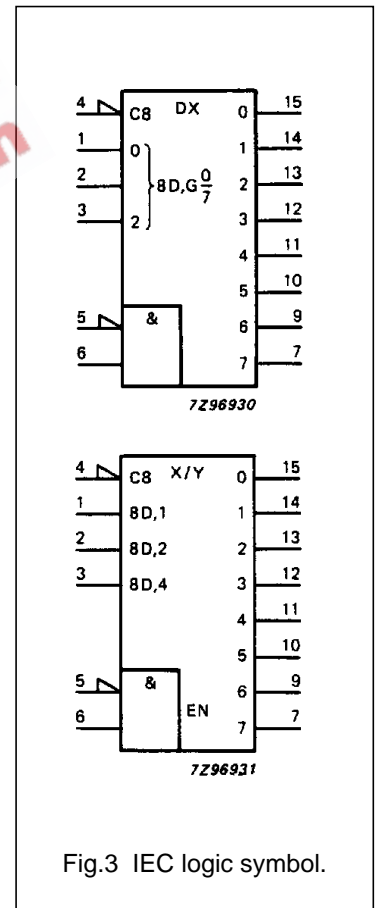 4 C8 DX 0 15
1 0 1 14
2 8D,G 0/7 2 13
3 2 3 12
4 11
5 10
5 & 6 9
6 7 7
7Z96930
4 C8 X/Y 0 15
1 8D,1 1 14
2 8D,2 2 13
3 8D,4 3 12
4 11
5 10
5 & 6 9
6 EN 7 7
7Z96931
Fig.3 IEC logic symbol.